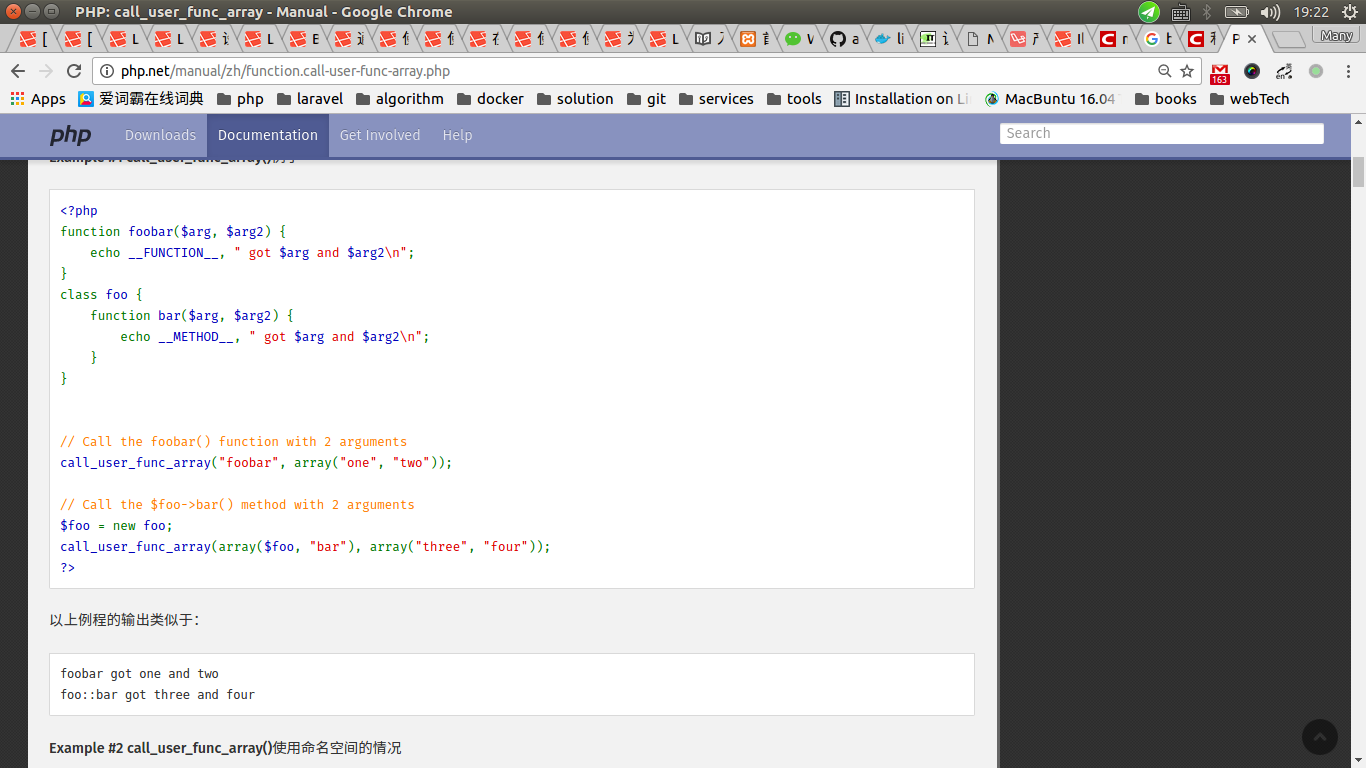 PHP: call_user_func_array - Manual - Google Chrome
19:22
Many
php.net/manual/zh/function.call-user-func-array.php
163
Apps 爱词霸在线词典 php laravel algorithm docker solution git services tools Installation on Li MacBuntu 16.04 books webTech
php Downloads Documentation Get Involved Help Search
<?php
function foobar($arg, $arg2) {
    echo __FUNCTION__, " got $arg and $arg2\n";
}
class foo {
    function bar($arg, $arg2) {
        echo __METHOD__, " got $arg and $arg2\n";
    }
}
// Call the foobar() function with 2 arguments
call_user_func_array("foobar", array("one", "two"));
// Call the $foo->bar() method with 2 arguments
$foo = new foo;
call_user_func_array(array($foo, "bar"), array("three", "four"));
?>
以上例程的输出类似于：
foobar got one and two
foo::bar got three and four
Example #2 call_user_func_array()使用命名空间的情况